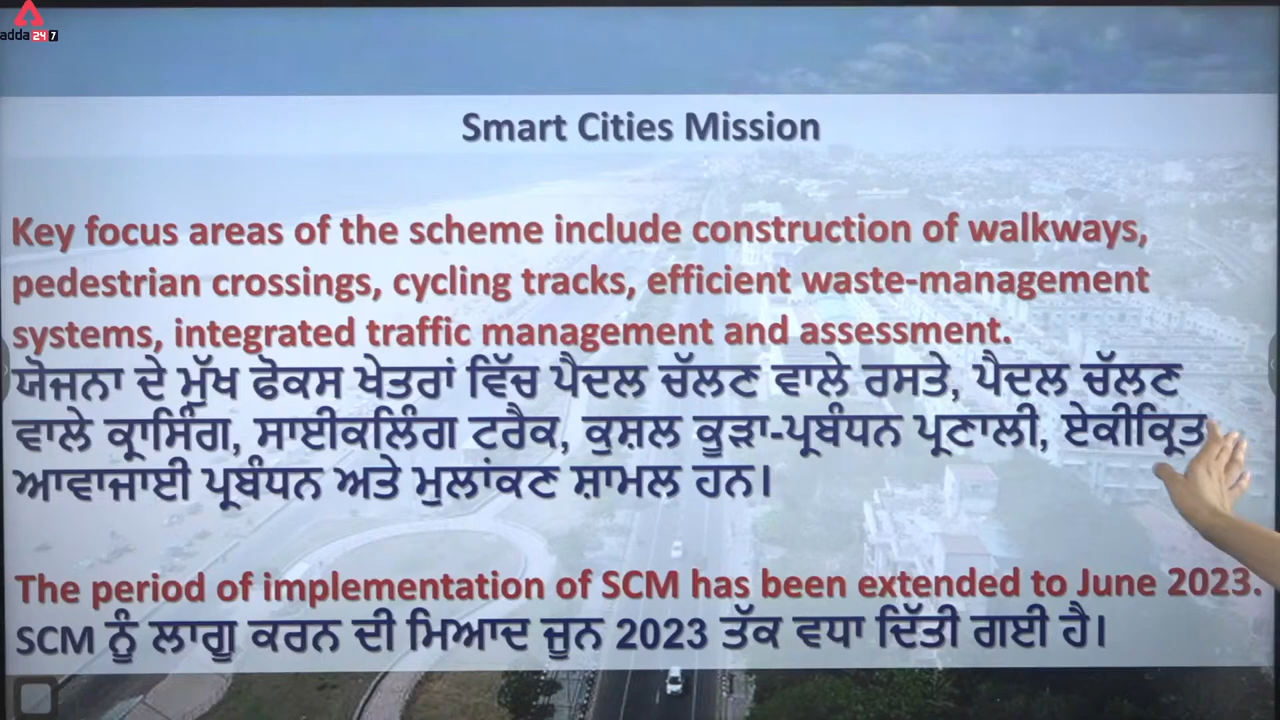 adda 24 7
Smart Cities Mission
Key focus areas of the scheme include construction of walkways,
pedestrian crossings, cycling tracks, efficient waste-management
systems, integrated traffic management and assessment.
ਯੋਜਨਾ ਦੇ ਮੁੱਖ ਫੋਕਸ ਖੇਤਰਾਂ ਵਿੱਚ ਪੈਦਲ ਚੱਲਣ ਵਾਲੇ ਰਸਤੇ, ਪੈਦਲ ਚੱਲਣ
ਵਾਲੇ ਕ੍ਰਾਸਿੰਗ, ਸਾਈਕਲਿੰਗ ਟਰੈਕ, ਕੁਸ਼ਲ ਕੂੜਾ-ਪ੍ਰਬੰਧਨ ਪ੍ਰਣਾਲੀ, ਏਕੀਕ੍ਰਿਤ
ਆਵਾਜਾਈ ਪ੍ਰਬੰਧਨ ਅਤੇ ਮੁਲਾਂਕਣ ਸ਼ਾਮਲ ਹਨ।
The period of implementation of SCM has been extended to June 2023.
SCM ਨੂੰ ਲਾਗੂ ਕਰਨ ਦੀ ਮਿਆਦ ਜੂਨ 2023 ਤੱਕ ਵਧਾ ਦਿੱਤੀ ਗਈ ਹੈ।